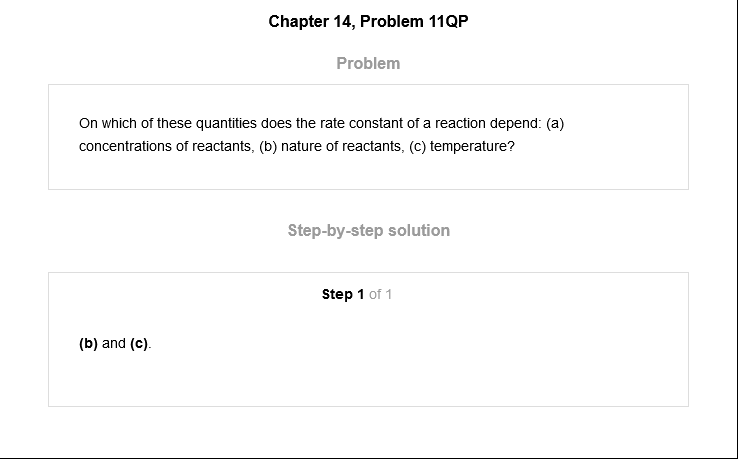 Chapter 14, Problem 11QP
Problem
On which of these quantities does the rate constant of a reaction depend: (a)
concentrations of reactants, (b) nature of reactants, (c) temperature?
Step-by-step solution
Step 1 of 1
(b) and (c).